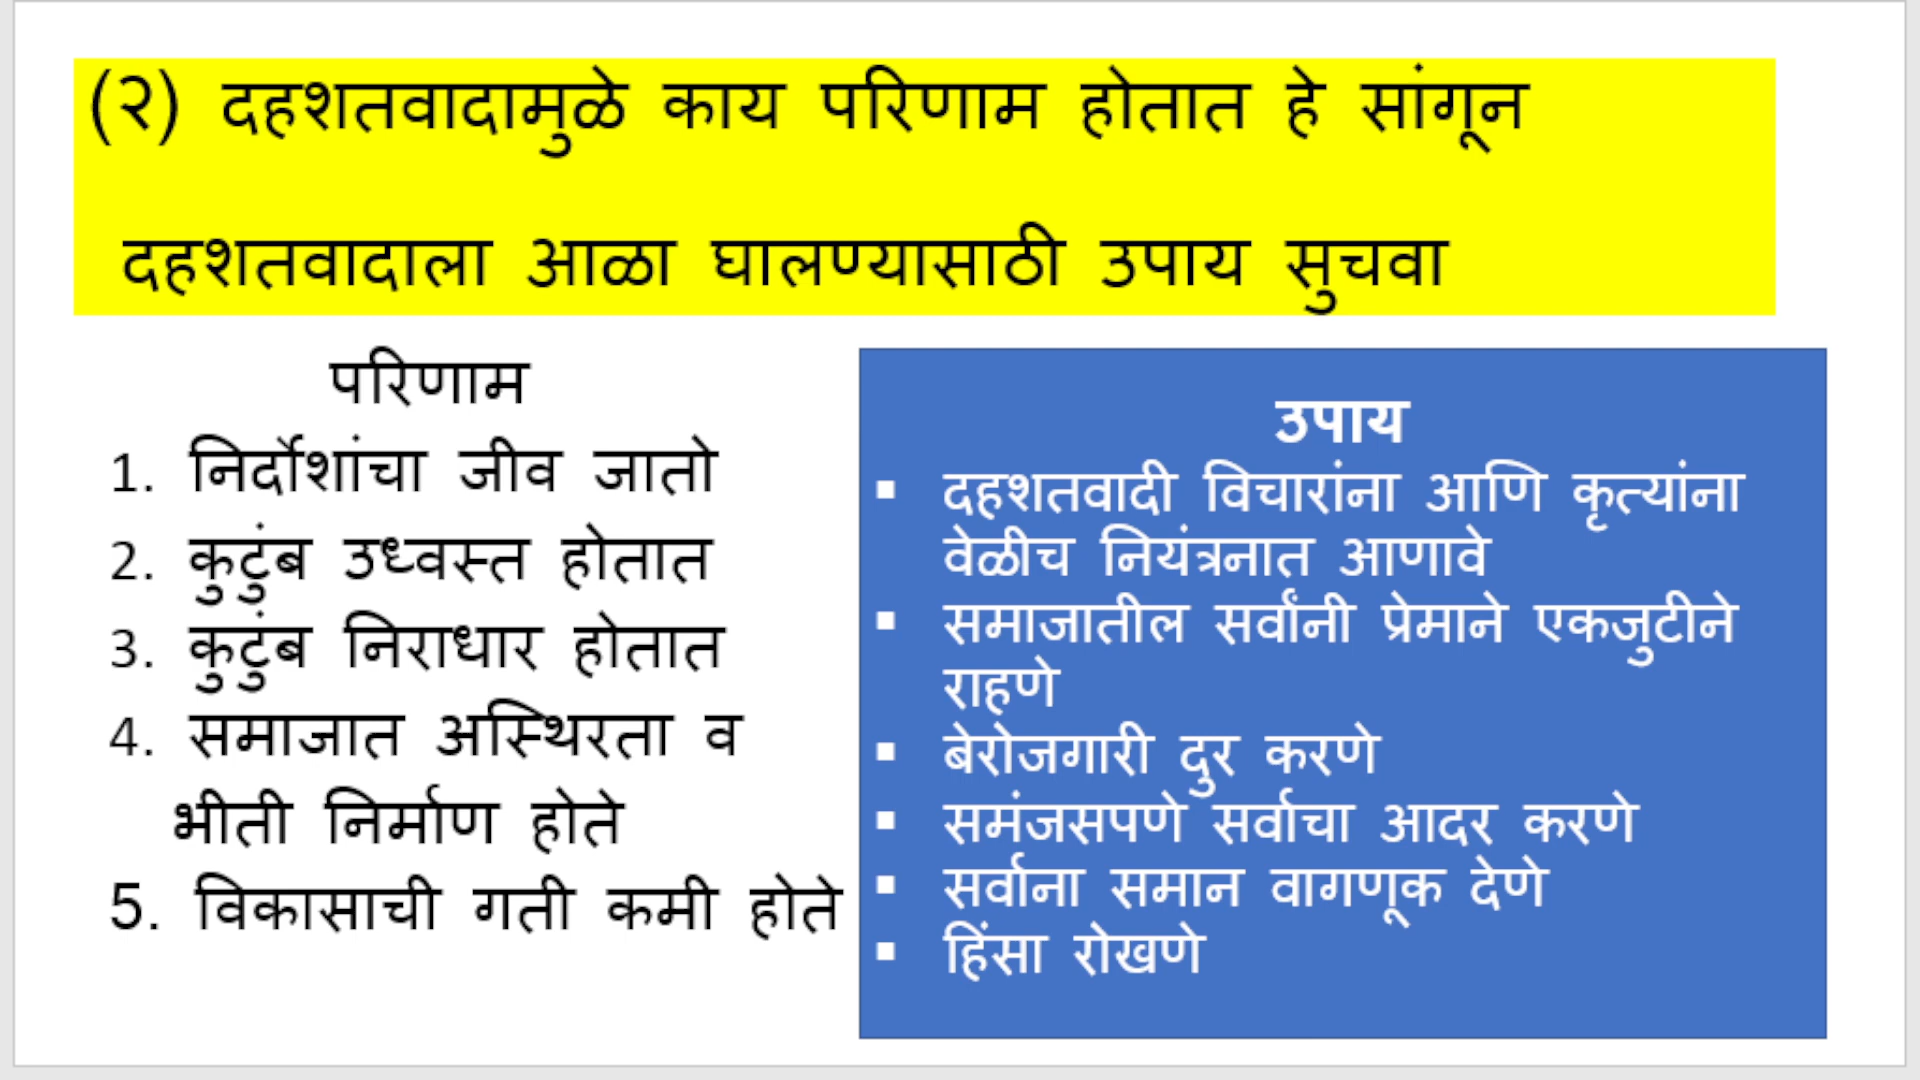 (२) दहशतवादामुळे काय परिणाम होतात हे सांगून
दहशतवादाला आळा घालण्यासाठी उपाय सुचवा
परिणाम
1. निर्दोशांचा जीव जातो
2. कुटुंब उध्वस्त होतात
3. कुटुंब निराधार होतात
4. समाजात अस्थिरता व
भीती निर्माण होते
5. विकासाची गती कमी होते
उपाय
▪ दहशतवादी विचारांना आणि कृत्यांना
वेळीच नियंत्रनात आणावे
▪ समाजातील सर्वांनी प्रेमाने एकजुटीने
राहणे
▪ बेरोजगारी दुर करणे
▪ समंजसपणे सर्वाचा आदर करणे
▪ सर्वाना समान वागणूक देणे
▪ हिंसा रोखणे